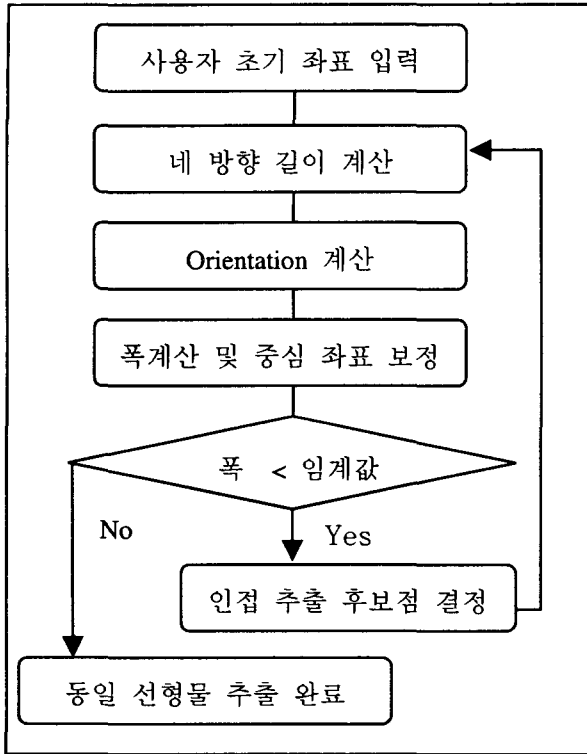 사용자 초기 좌표 입력
네 방향 길이 계산
Orientation 계산
폭계산 및 중심 좌표 보정
폭 < 임계값
No
Yes
인접 추출 후보점 결정
동일 선형물 추출 완료